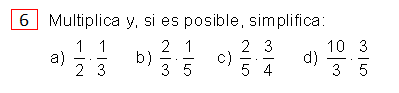 6 Multiplica y, si es posible, simplifica:
a) 1/2 · 1/3 b) 2/3 · 1/5 c) 2/5 · 3/4 d) 10/3 · 3/5